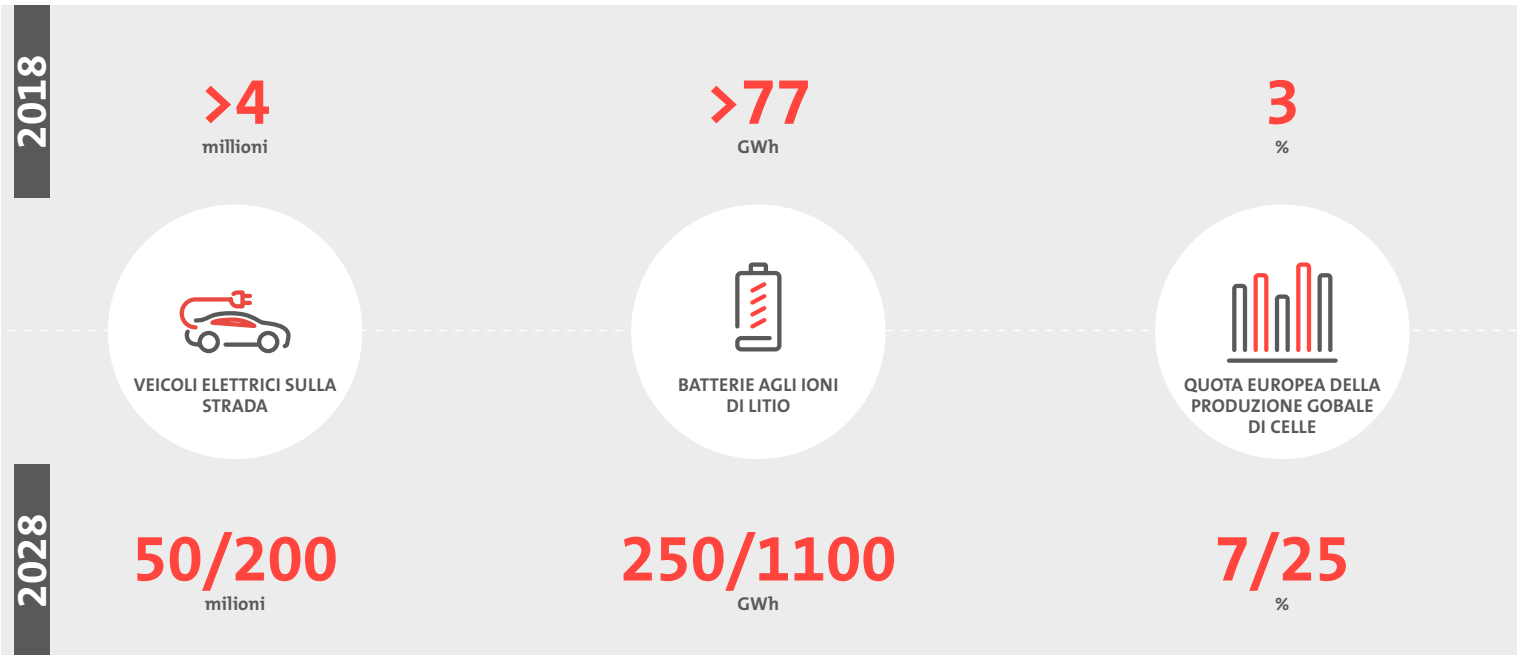 2018
>4
millioni
>77
GWh
3
%
VEICOLI ELETTRICI SULLA
STRADA
BATTERIE AGLI IONI
DI LITIO
QUOTA EUROPEA DELLA
PRODUZIONE GOBALE
DI CELLE
2028
50/200
milioni
250/1100
GWh
7/25
%